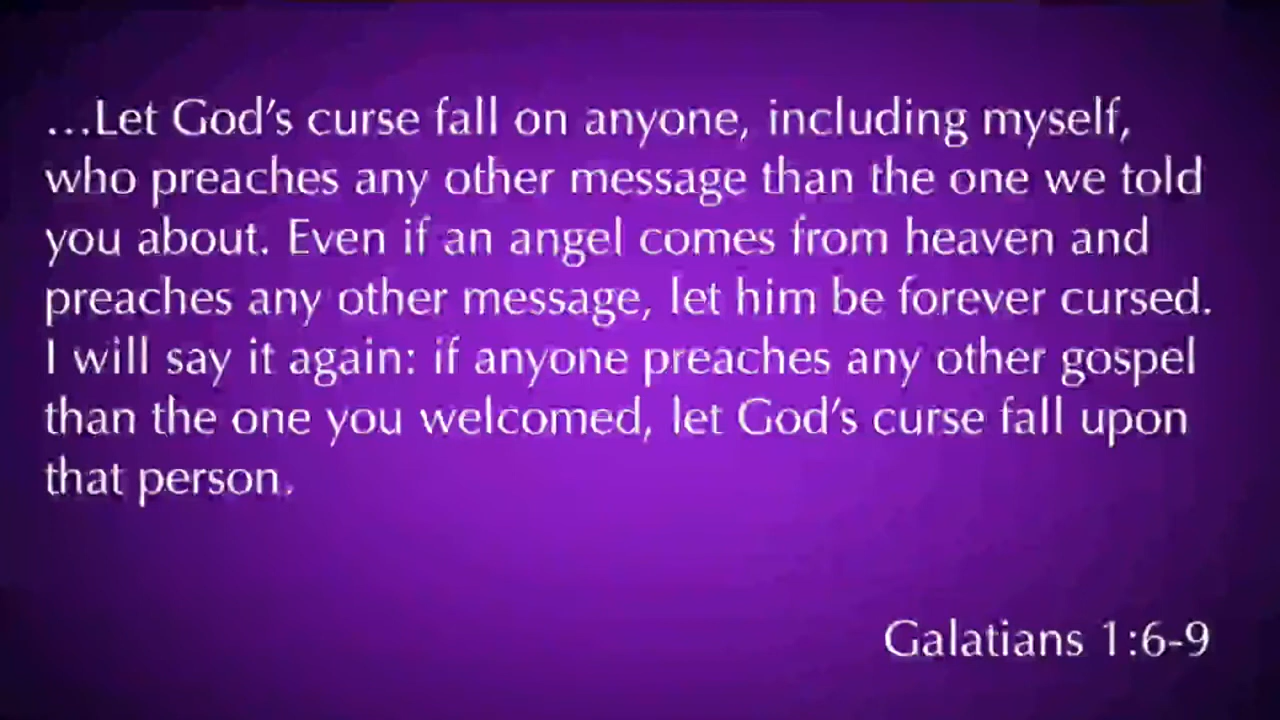 …Let God’s curse fall on anyone, including myself,
who preaches any other message than the one we told
you about. Even if an angel comes from heaven and
preaches any other message, let him be forever cursed.
I will say it again: if anyone preaches any other gospel
than the one you welcomed, let God’s curse fall upon
that person.
Galatians 1:6-9